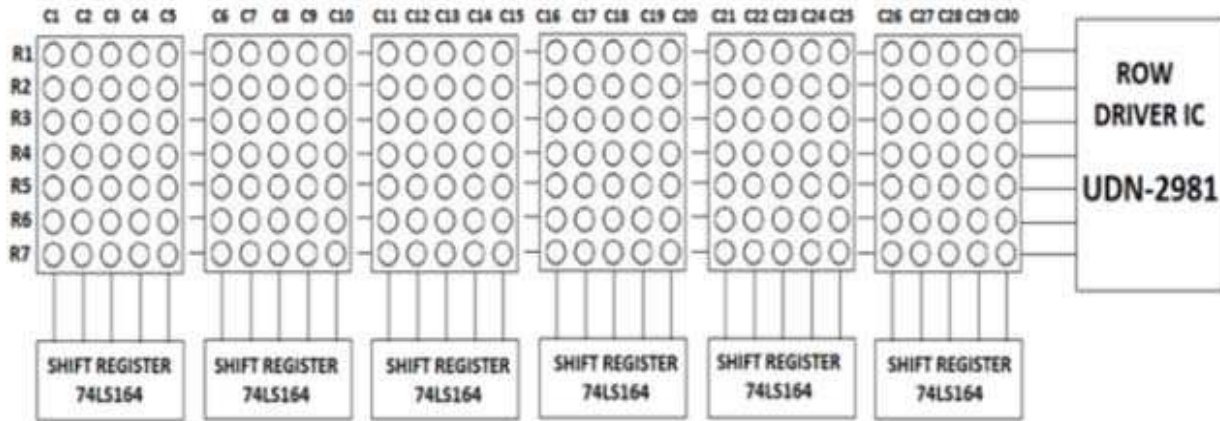 C1 C2 C3 C4 C5 C6 C7 C8 C9 C10 C11 C12 C13 C14 C15 C16 C17 C18 C19 C20 C21 C22 C23 C24 C25 C26 C27 C28 C29 C30
R1
R2
R3
R4
R5
R6
R7
ROW
DRIVER IC
UDN-2981
SHIFT REGISTER
74LS164
SHIFT REGISTER
74LS164
SHIFT REGISTER
74LS164
SHIFT REGISTER
74LS164
SHIFT REGISTER
74LS164
SHIFT REGISTER
74LS164